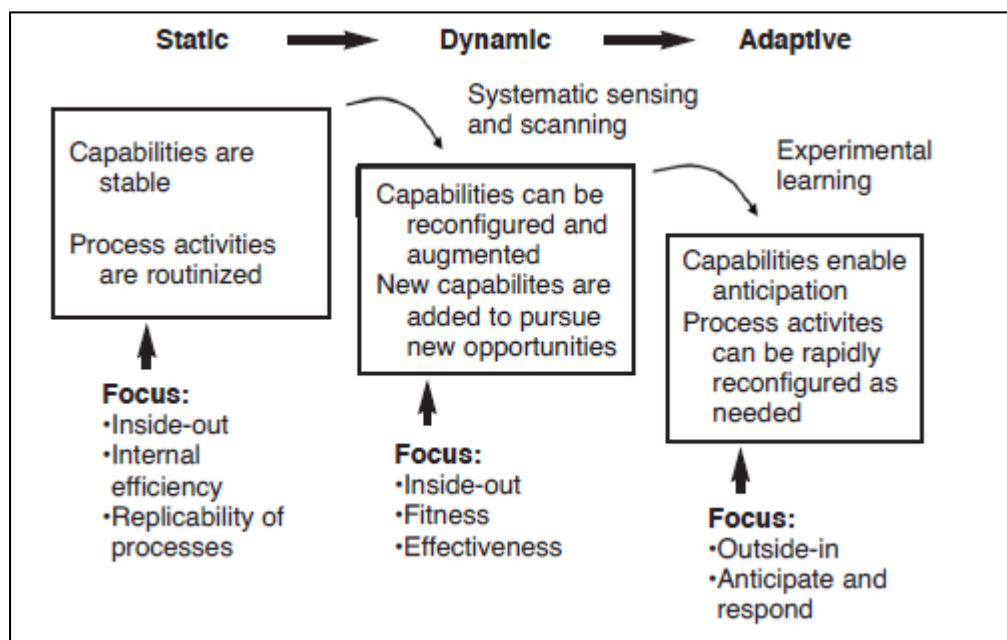 Static
Dynamic
Adaptive
Systematic sensing
and scanning
Experimental
learning
Capabilities are
stable
Process activities
are routinized
Capabilities can be
reconfigured and
augmented
New capabilites are
added to pursue
new opportunities
Capabilities enable
anticipation
Process activites
can be rapidly
reconfigured as
needed
Focus:
•Inside-out
•Internal
efficiency
•Replicability of
processes
Focus:
•Inside-out
•Fitness
•Effectiveness
Focus:
•Outside-in
•Anticipate and
respond